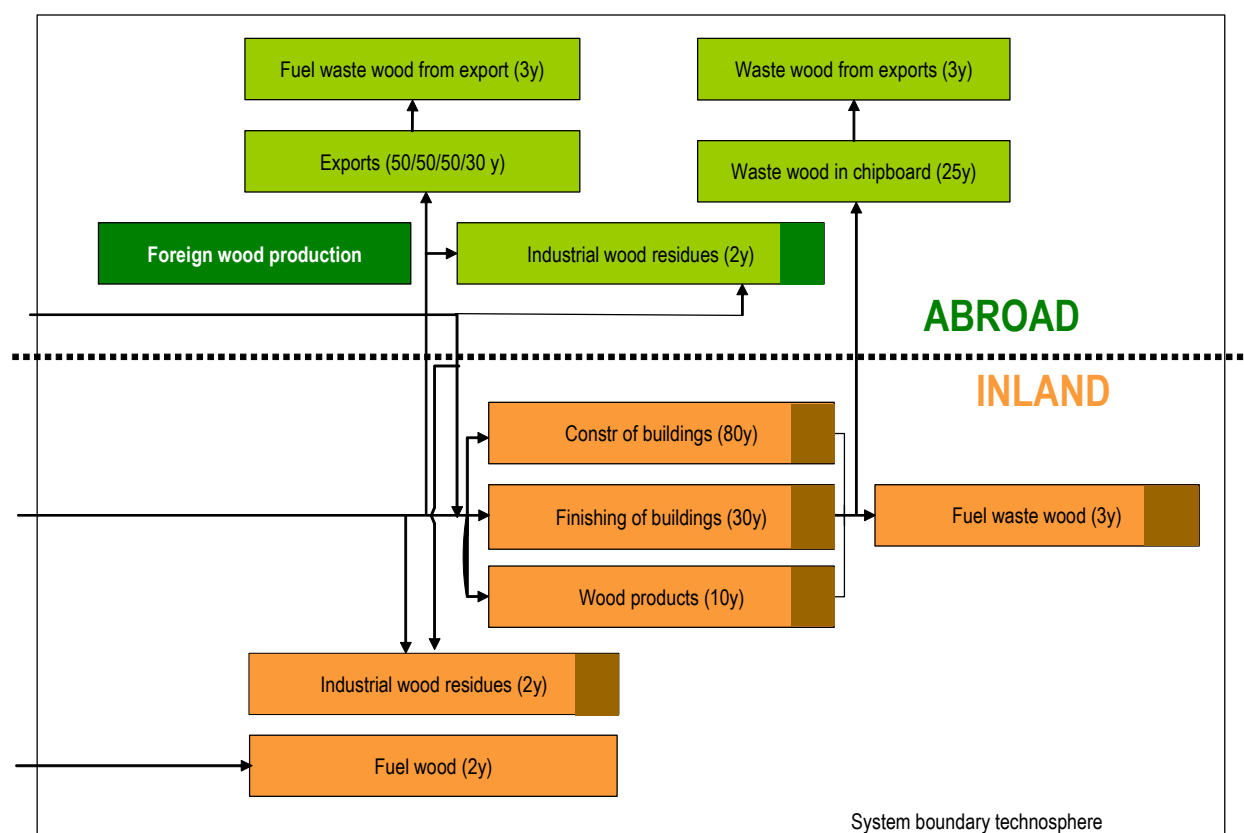 Fuel waste wood from export (3y)
Waste wood from exports (3y)
Exports (50/50/50/30 y)
Waste wood in chipboard (25y)
Foreign wood production
Industrial wood residues (2y)
ABROAD
INLAND
Constr of buildings (80y)
Finishing of buildings (30y)
Fuel waste wood (3y)
Wood products (10y)
Industrial wood residues (2y)
Fuel wood (2y)
System boundary technosphere